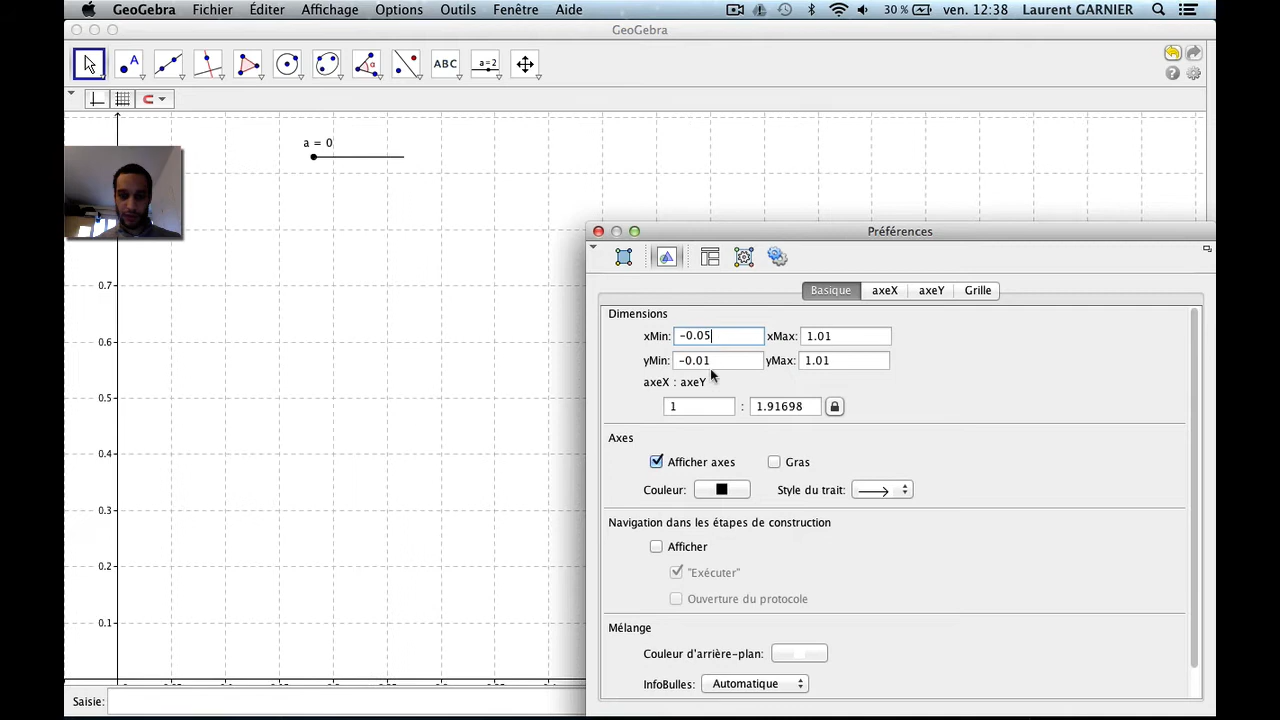 GeoGebra Fichier Éditer Affichage Options Outils Fenêtre Aide 30 % ven. 12:38 Laurent GARNIER
GeoGebra
A α ABC a=2
a = 0
0.7
0.5
0.4
0.3
0.2
0.1
Saisie:
Préférences
Basique axeX axeY Grille
Dimensions
xMin: -0.05 xMax: 1.01
yMin: -0.01 yMax: 1.01
axeX : axeY
1 : 1.91698
Axes
Afficher axes Gras
Couleur: Style du trait:
Navigation dans les étapes de construction
Afficher
"Exécuter"
Ouverture du protocole
Mélange
Couleur d'arrière-plan:
InfoBulles: Automatique